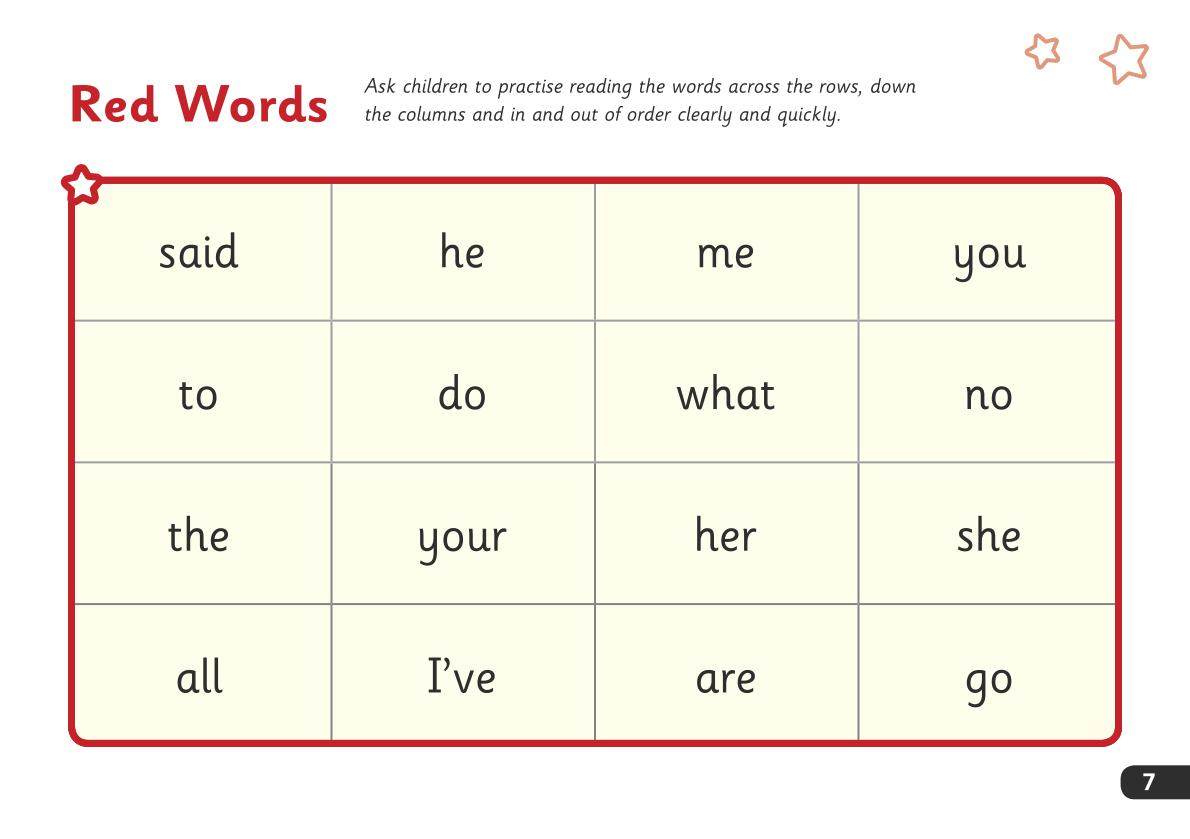 Red Words
Ask children to practise reading the words across the rows, down
the columns and in and out of order clearly and quickly.
said he me you
to do what no
the your her she
all I’ve are go
7